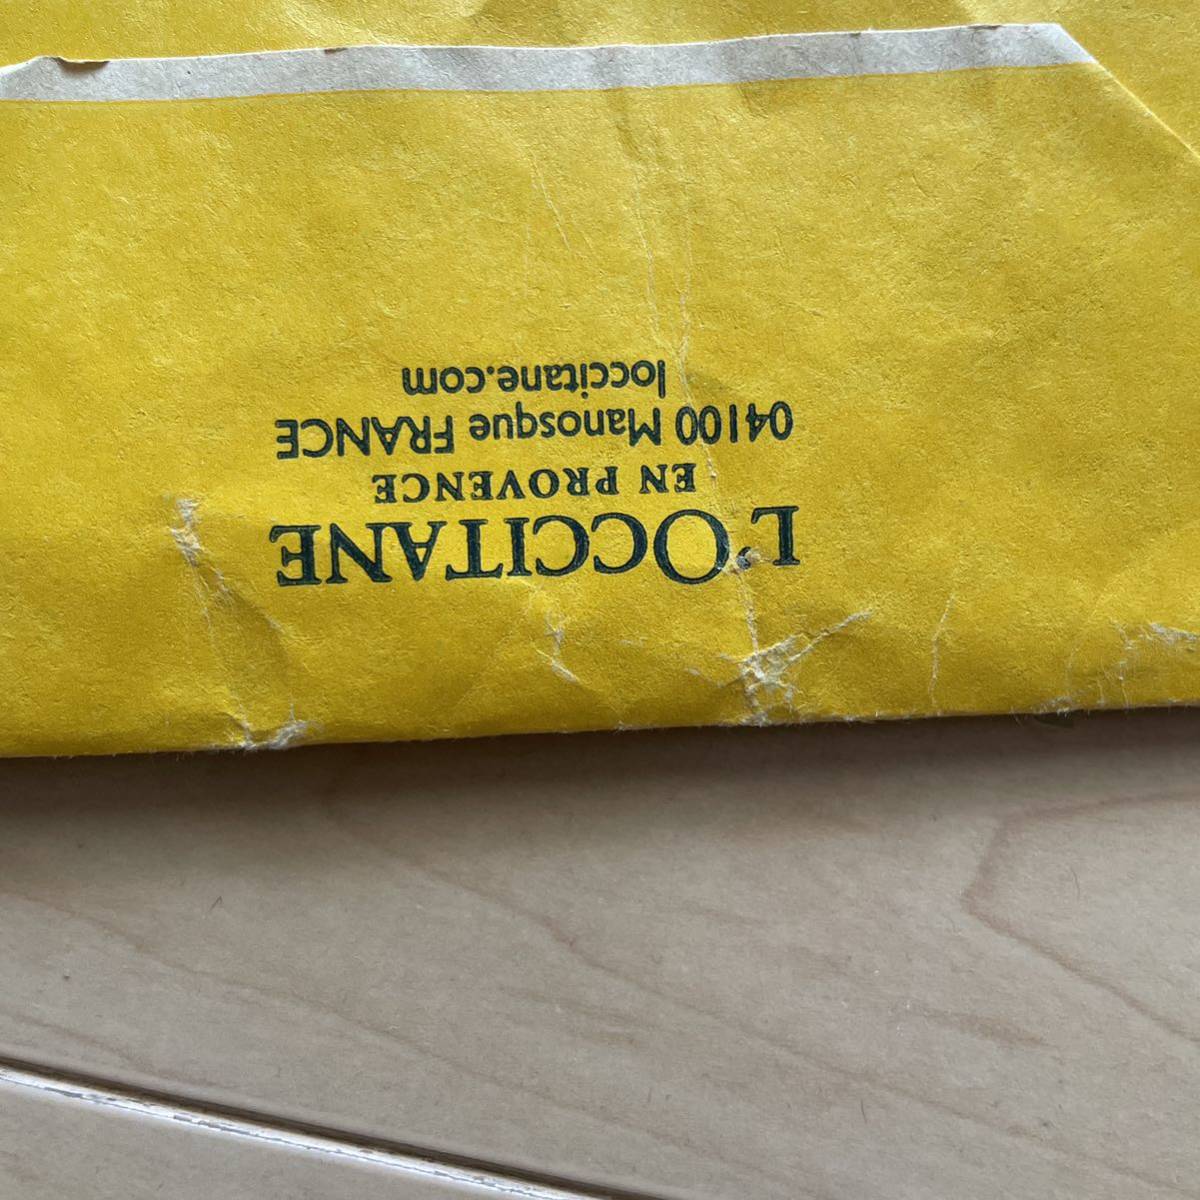 L'OCCITANE
EN PROVENCE
04100 Manosque FRANCE
loccitane.com